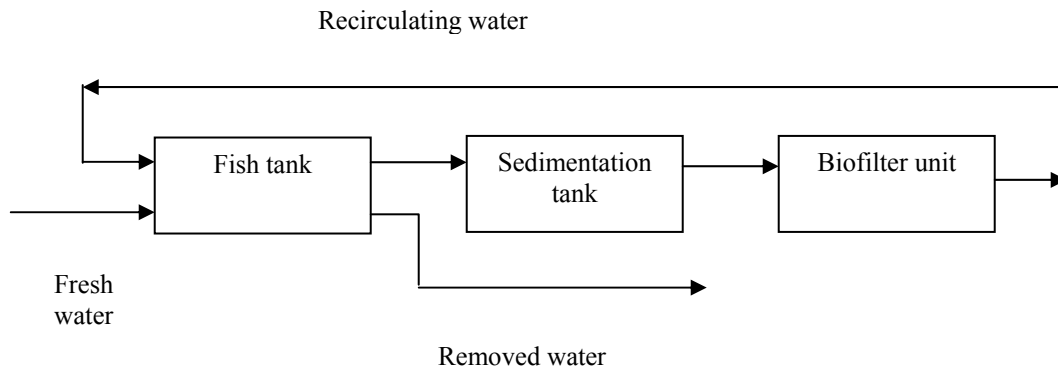 Recirculating water
Fish tank
Sedimentation
tank
Biofilter unit
Fresh
water
Removed water